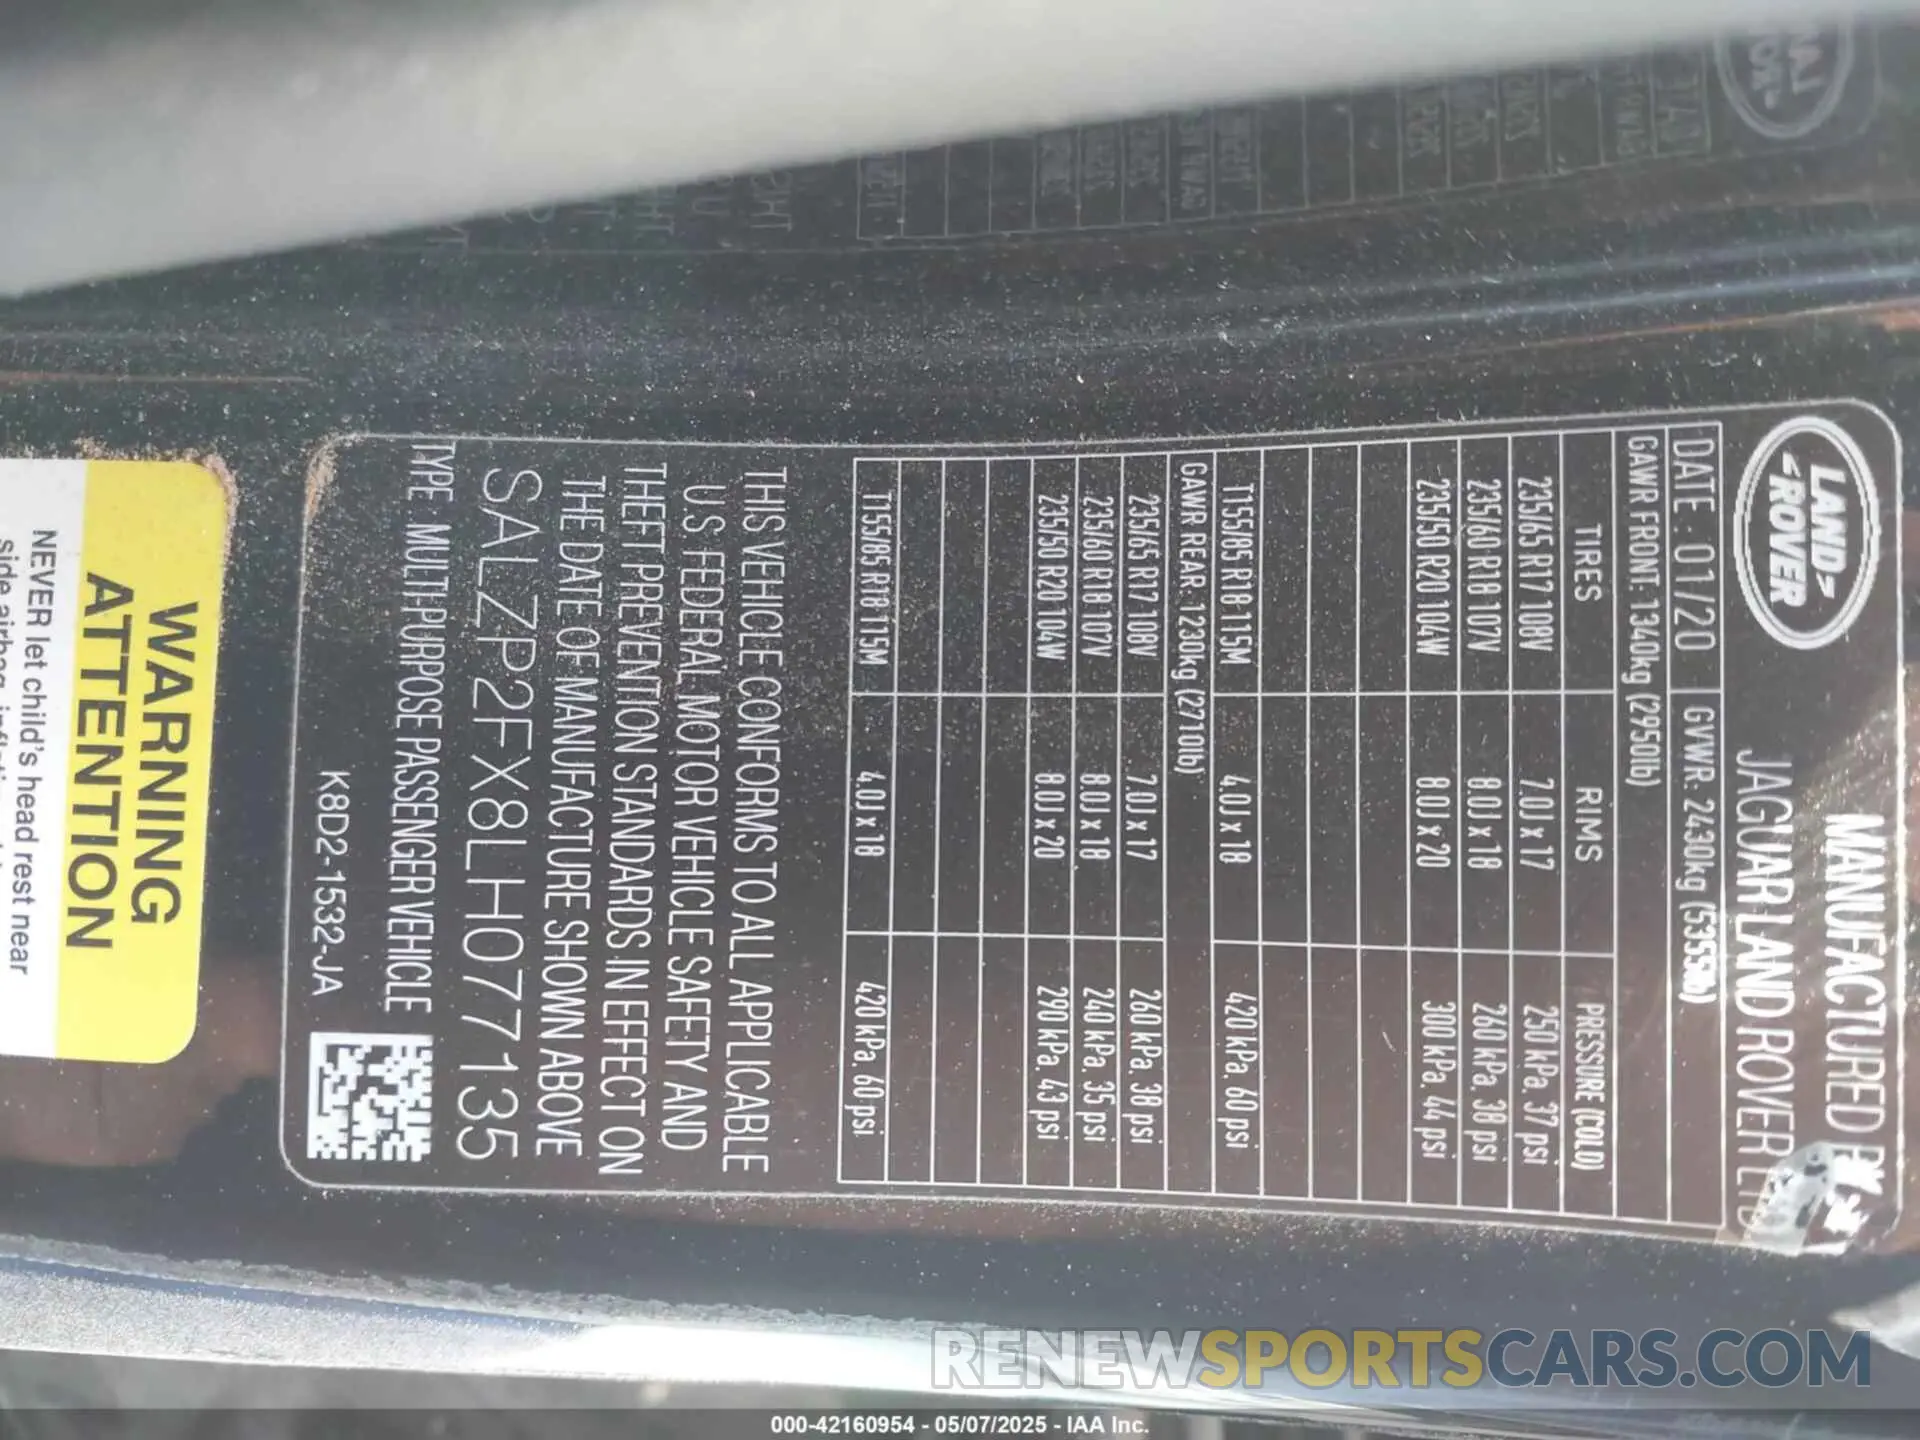 LAND
ROVER
MANUFACTURED
JAGUAR LAND ROVER LTD
DATE : 01/20 GVWR: 2430kg (5355lb)
GAWR FRONT: 1340kg (2950lb)
TIRES RIMS PRESSURE (COLD)
235/65 R17 108V 7.0J x 17 250 kPa, 37 psi
235/60 R18 107V 8.0J x 18 260 kPa, 38 psi
235/50 R20 104W 8.0J x 20 300 kPa, 44 psi
T155/85 R18 115M 4.0J x 18 420 kPa, 60 psi
GAWR REAR: 1230kg (2710lb)
235/65 R17 108V 7.0J x 17 260 kPa, 38 psi
235/60 R18 107V 8.0J x 18 240 kPa, 35 psi
235/50 R20 104W 8.0J x 20 290 kPa, 43 psi
T155/85 R18 115M 4.0J x 18 420 kPa, 60 psi
THIS VEHICLE CONFORMS TO ALL APPLICABLE
U.S FEDERAL MOTOR VEHICLE SAFETY AND
THEFT PREVENTION STANDARDS IN EFFECT ON
THE DATE OF MANUFACTURE SHOWN ABOVE
SALZP2FX8LH077135
TYPE MULTI-PURPOSE PASSENGER VEHICLE
K8D2-1532-JA
WARNING
ATTENTION
NEVER let child's head rest near
side airbag
RENEWSPORTSCARS.COM
000-42160954 - 05/07/2025 - IAA Inc.